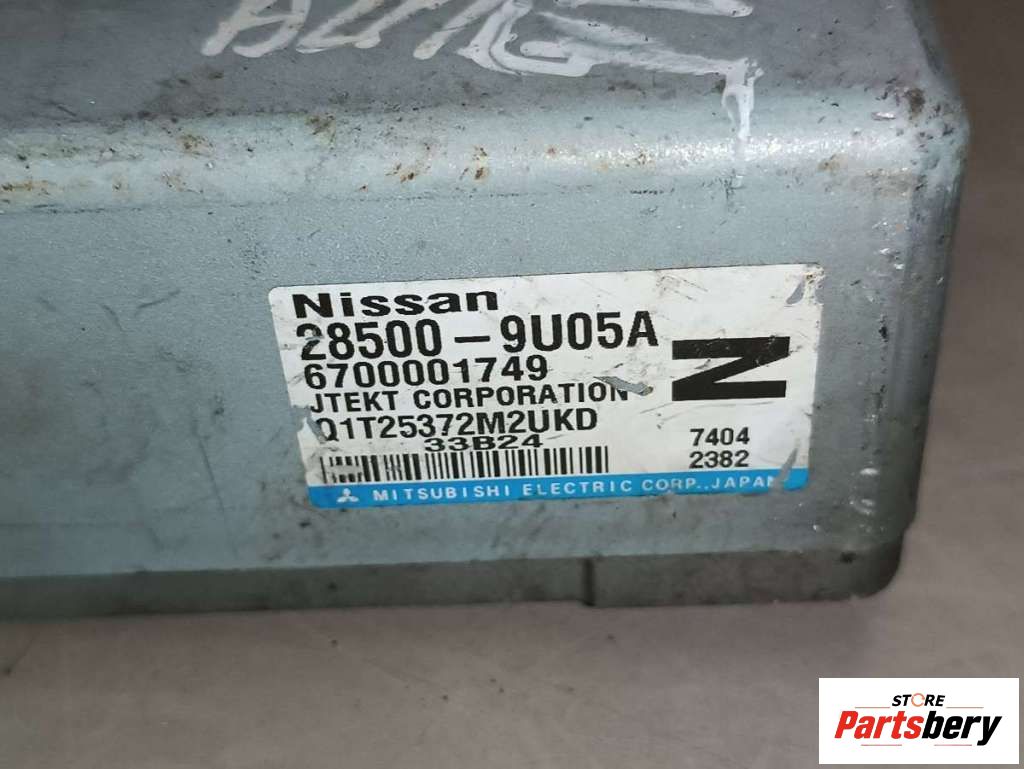 Nissan
28500-9U05A
6700001749
JTEKT CORPORATION
Q1T25372M2UKD
33B24
N
7404
2382
MITSUBISHI ELECTRIC CORP., JAPAN
STORE
Partsbery